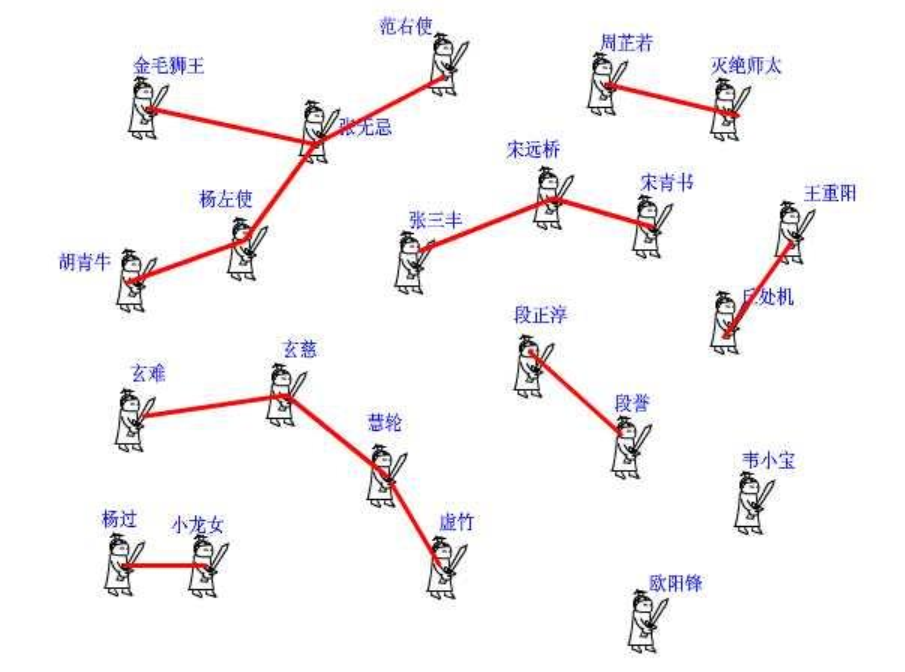 范右使
周芷若
金毛狮王
灭绝师太
张无忌
宋远桥
宋青书
王重阳
杨左使
张三丰
胡青牛
丘处机
段正淳
玄慈
玄难
段誉
慧轮
韦小宝
杨过
小龙女
虚竹
欧阳锋